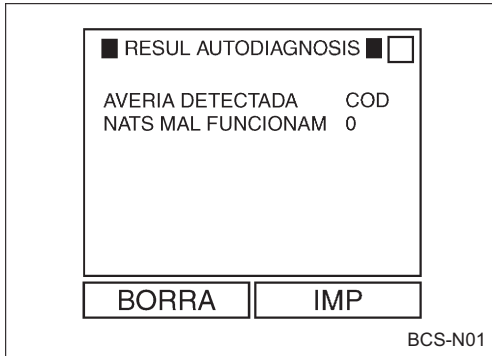 RESUL AUTODIAGNOSIS
AVERIA DETECTADA COD
NATS MAL FUNCIONAM 0
BORRA IMP
BCS-N01